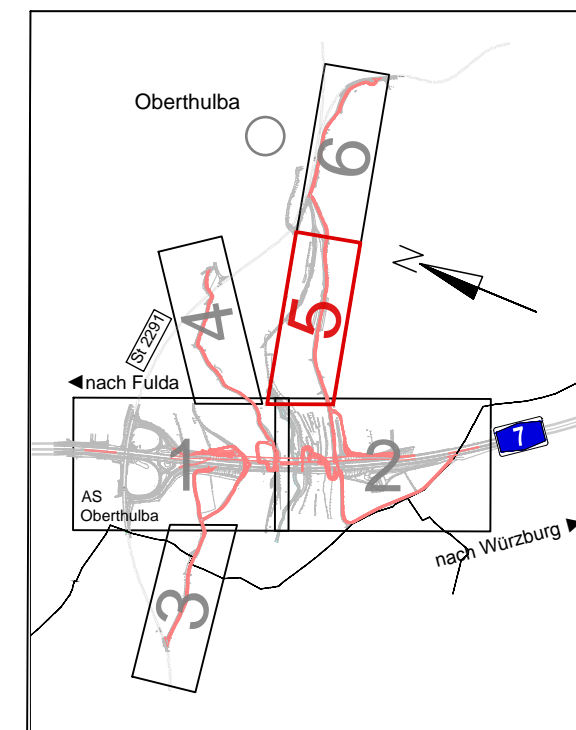 Oberthulba
6
N
4
5
St 2291
nach Fulda
1
2
7
AS
Oberthulba
nach Würzburg
3